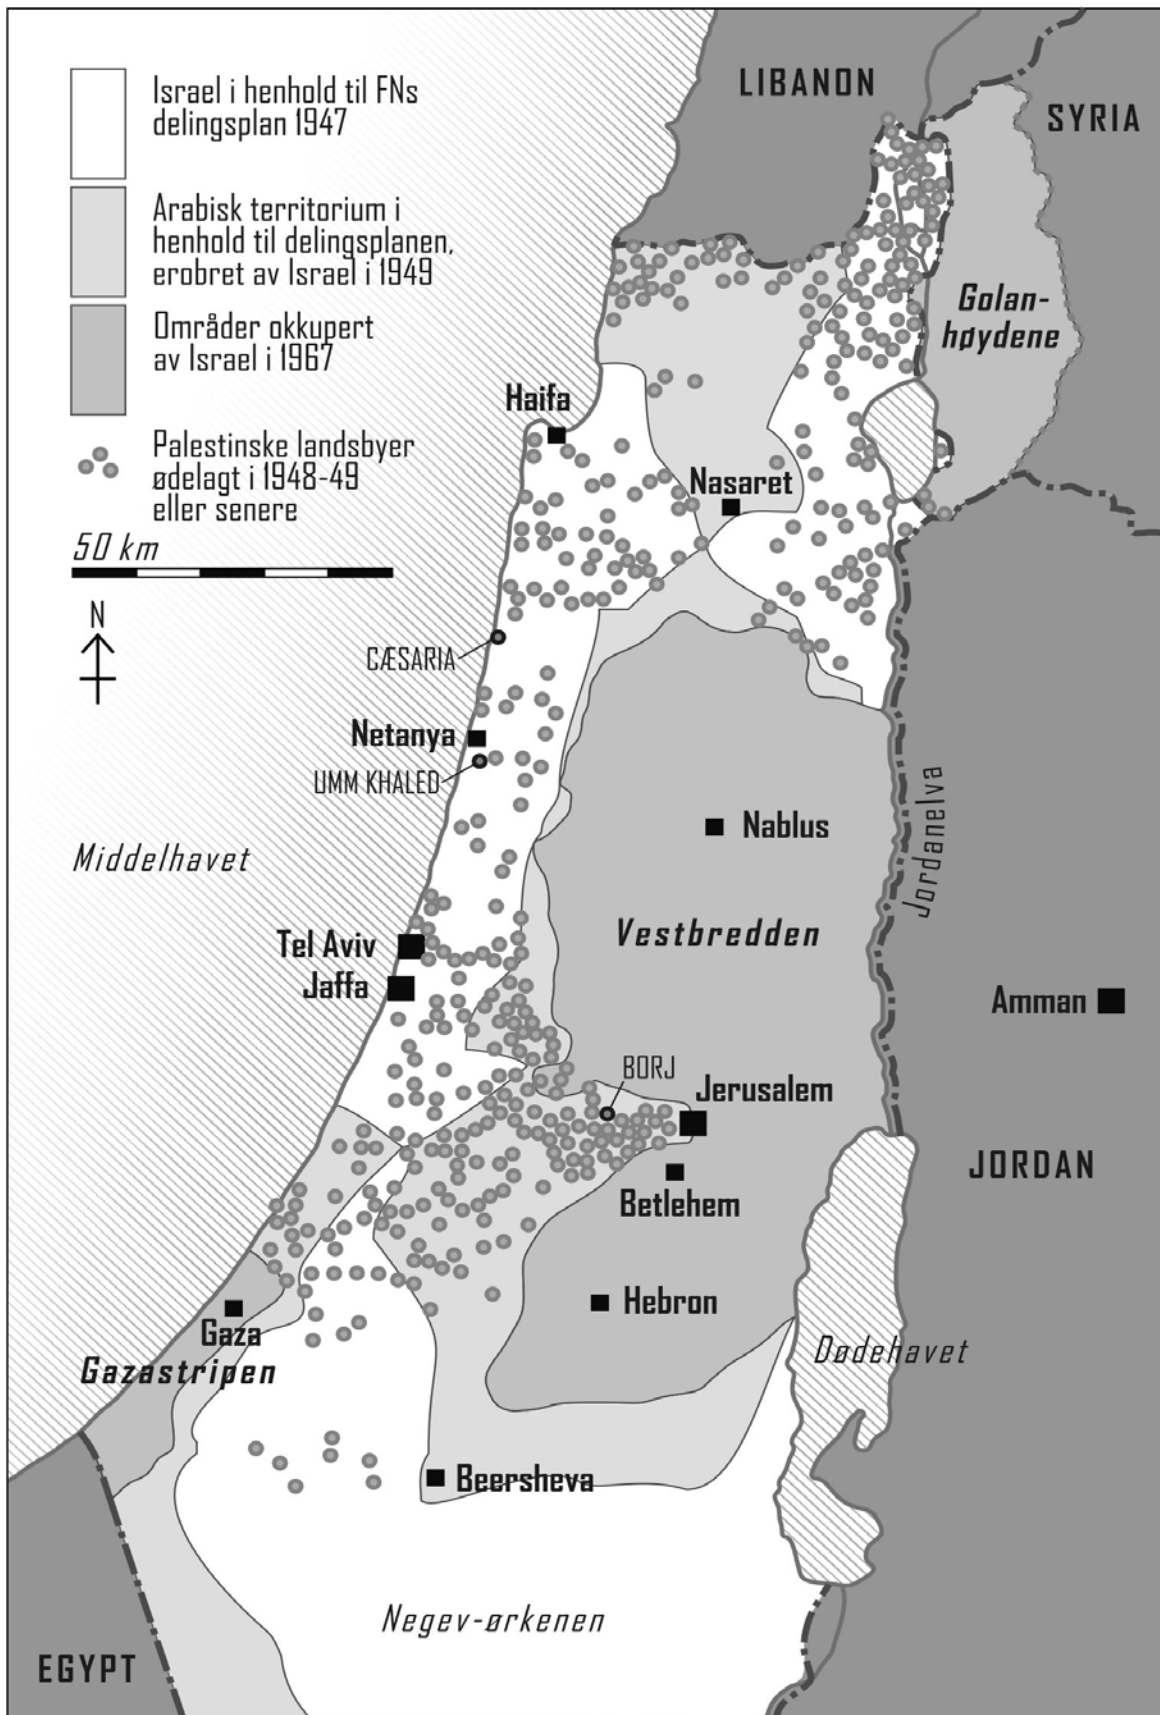 Israel i henhold til FNs
delingsplan 1947
Arabisk territorium i
henhold til delingsplanen,
erobret av Israel i 1949
Områder okkupert
av Israel i 1967
Palestinske landsbyer
ødelagt i 1948-49
eller senere
50 km
N
LIBANON
SYRIA
Golan-
høydene
Haifa
Nasaret
CÆSARIA
Netanya
UMM KHALED
Nablus
Middelhavet
Jordanelva
Vestbredden
Tel Aviv
Jaffa
Amman
BORJ
Jerusalem
JORDAN
Betlehem
Hebron
Gaza
Gazastripen
Dødehavet
Beersheva
Negev-ørkenen
EGYPT